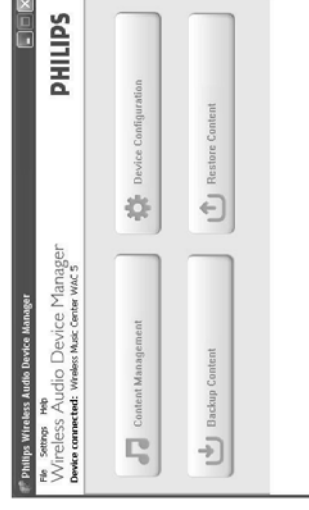 Philips Wireless Audio Device Manager
File Settings Help
Wireless Audio Device Manager
PHILIPS
Device connected: Wireless Music Center WAC 5
Content Management
Device Configuration
Backup Content
Restore Content